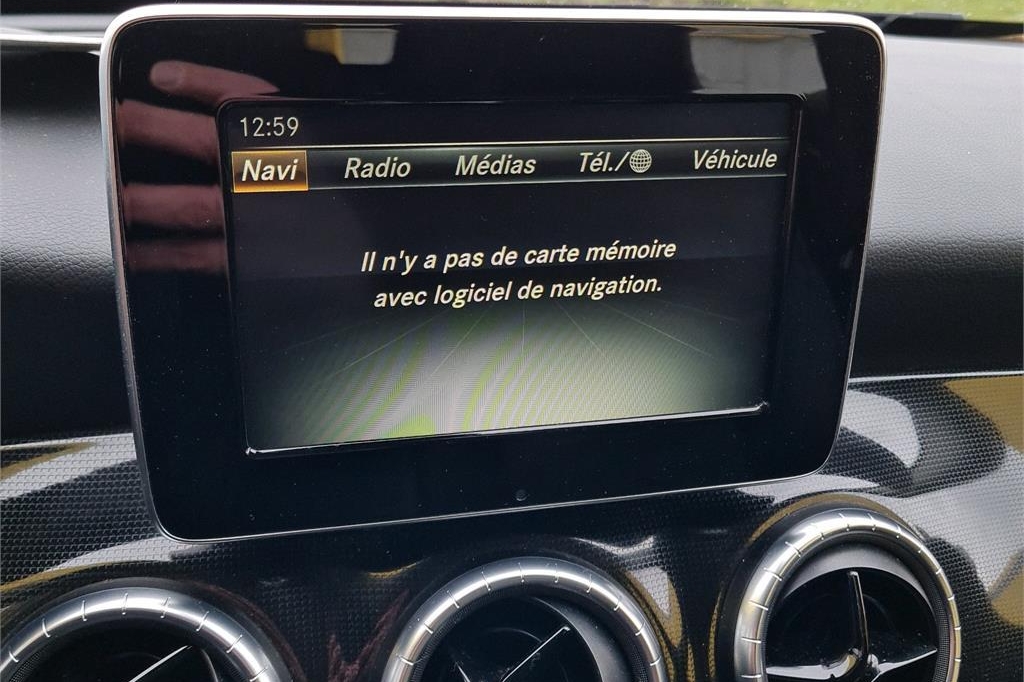 12:59
Navi Radio Médias Tél./ Véhicule
Il n'y a pas de carte mémoire
avec logiciel de navigation.